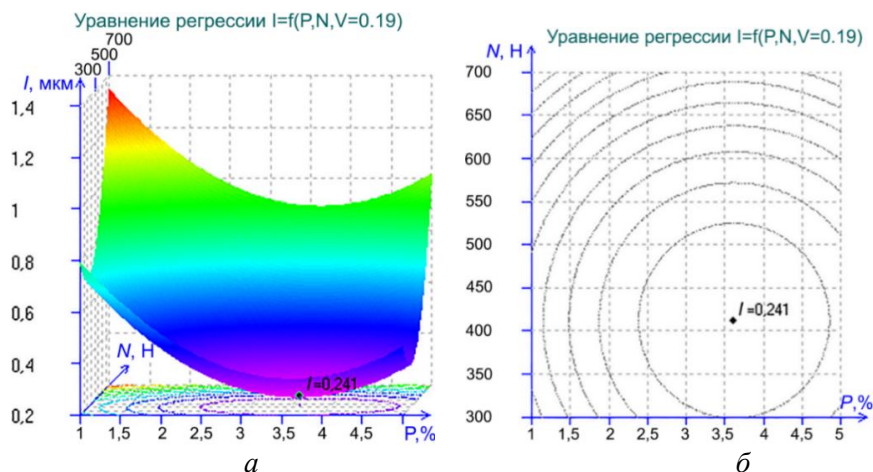 Уравнение регрессии I=f(P,N,V=0.19)
700
500
300
I, мкм
1,4
1,2
1
0,8
0,6
0,4
0,2
N, Н
I=0,241
1 1,5 2 2,5 3 3,5 4 4,5 P,%
а
Уравнение регрессии I=f(P,N,V=0.19)
N, Н
700
650
600
550
500
450
400
350
300
I=0,241
P,%
1 1,5 2 2,5 3 3,5 4 4,5 5
б